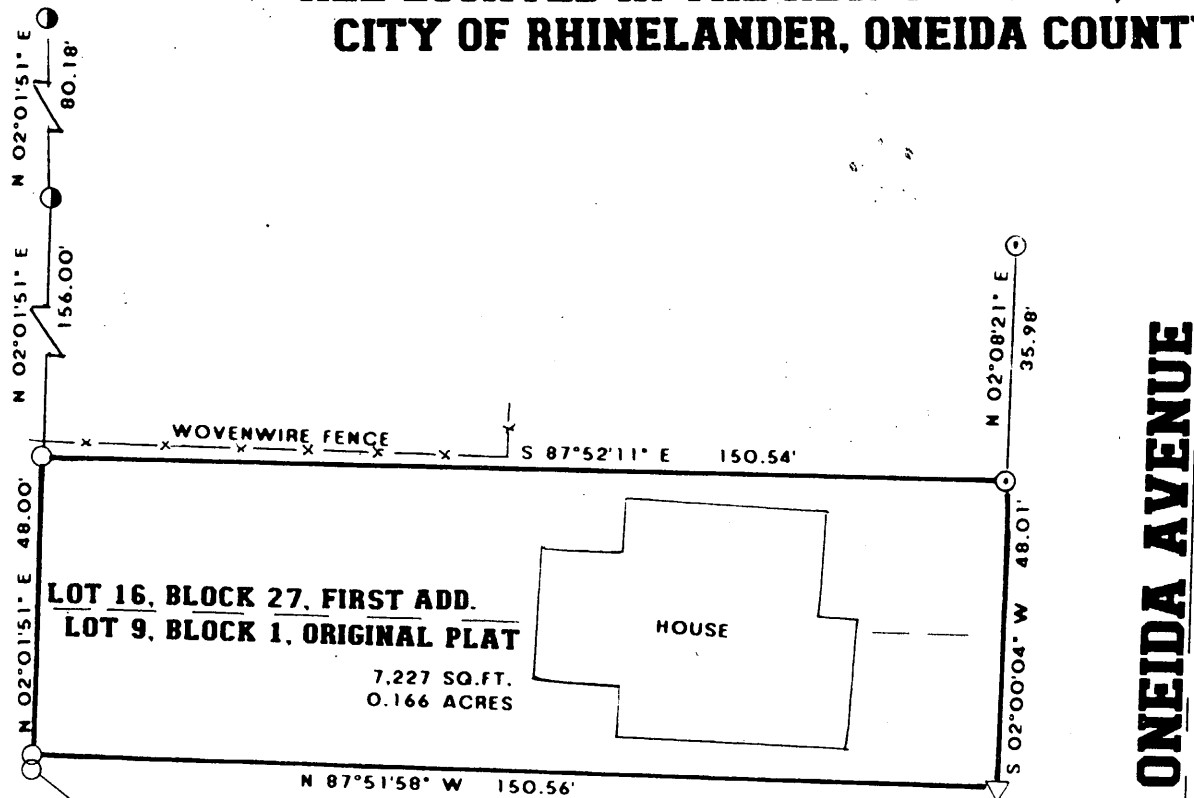 CITY OF RHINELANDER, ONEIDA COUNT
N 02°01'51" E
80.18'
N 02°01'51" E
156.00'
N 02°08'21" E
35.98'
WOVENWIRE FENCE
S 87°52'11" E 150.54'
N 02°01'51" E 48.00'
LOT 16, BLOCK 27, FIRST ADD.
LOT 9, BLOCK 1, ORIGINAL PLAT
7,227 SQ.FT.
0.166 ACRES
HOUSE
S 02°00'04" W 48.01'
ONEIDA AVENUE
N 87°51'58" W 150.56'